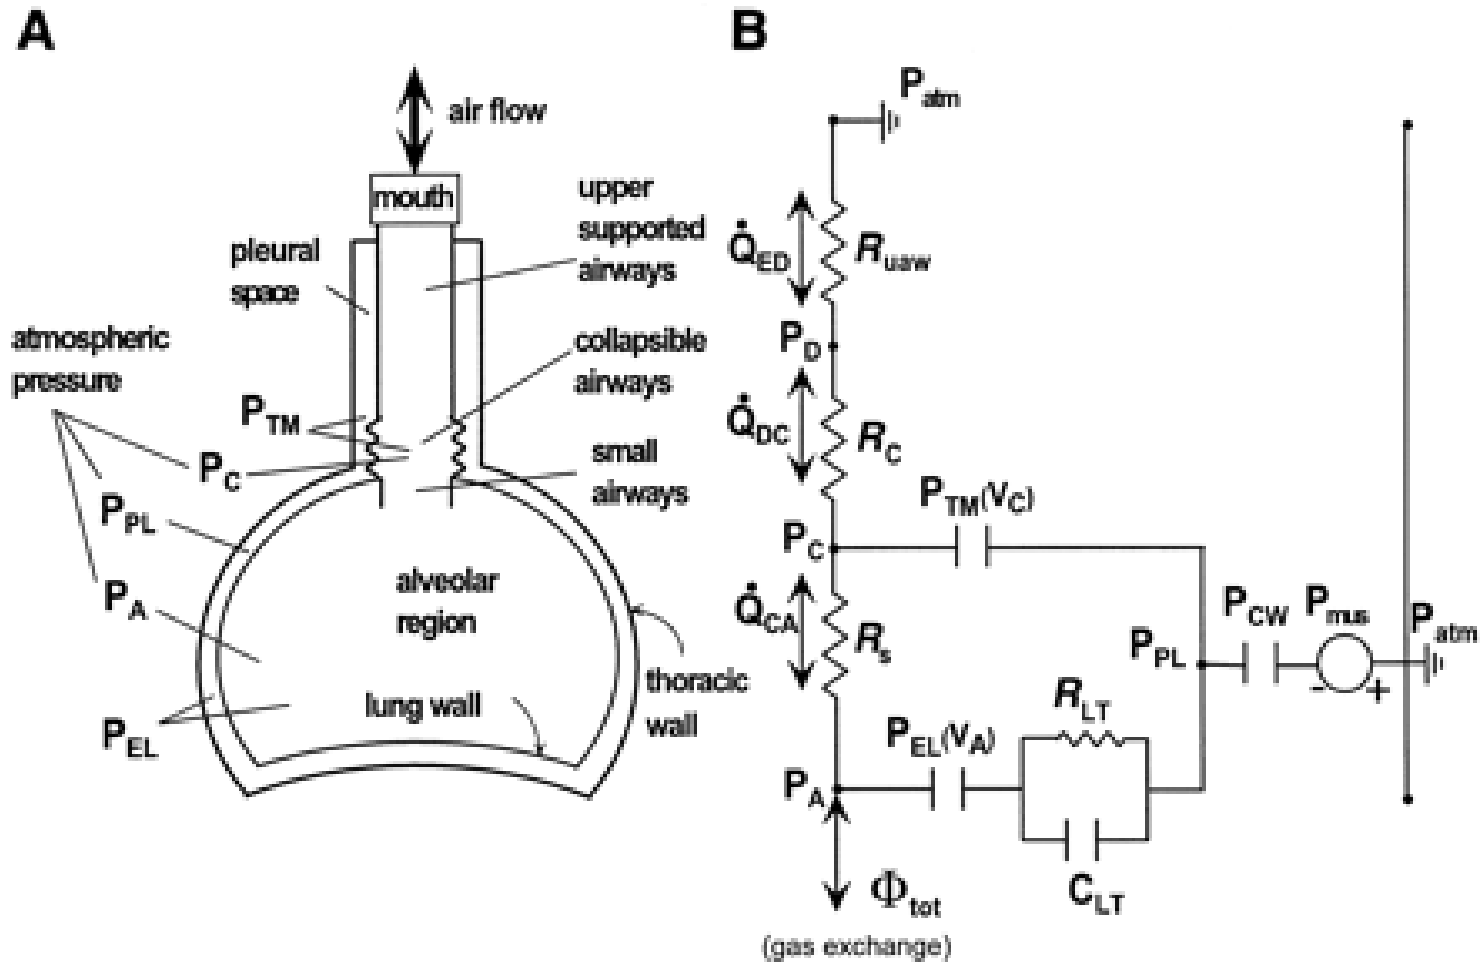 A
air flow
mouth
upper
supported
airways
pleural
space
atmospheric
pressure
collapsible
airways
P_TM
P_C
small
airways
P_PL
P_A
alveolar
region
P_EL
lung wall
thoracic
wall
B
P_atm
Q̇_ED
R_uaw
P_D
Q̇_DC
R_C
P_TM(V_C)
P_C
Q̇_CA
R_s
P_CW
P_mus
P_atm
P_PL
- +
R_LT
P_EL(V_A)
P_A
C_LT
Φ_tot
(gas exchange)